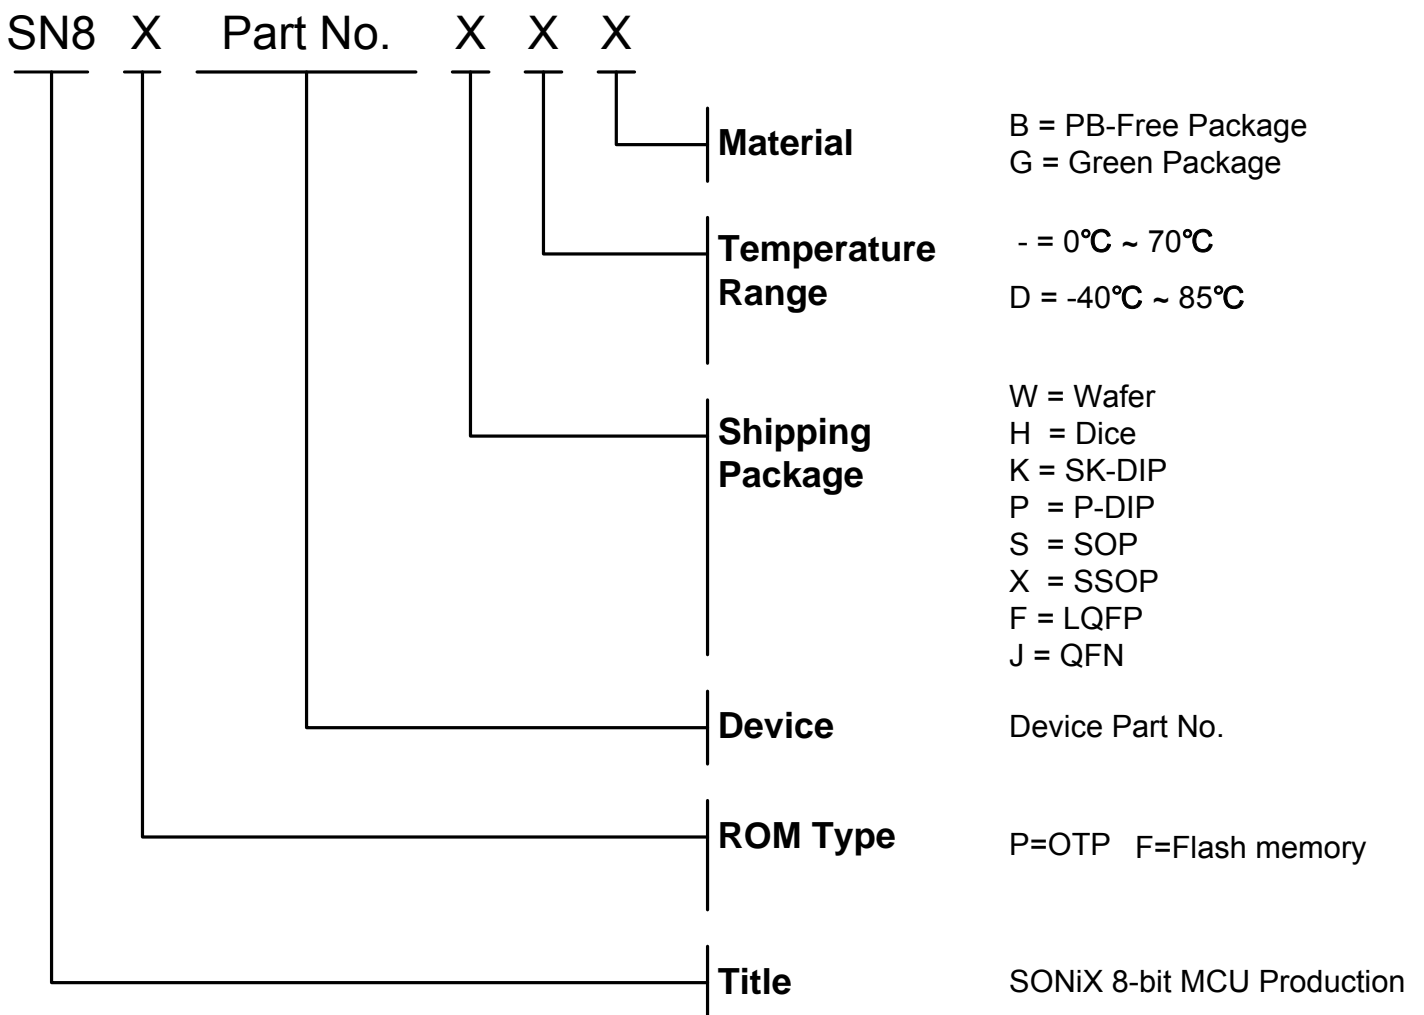 SN8 X Part No. X X X
Material
B = PB-Free Package
G = Green Package
Temperature
Range
- = 0℃ ~ 70℃
D = -40℃ ~ 85℃
Shipping
Package
W = Wafer
H = Dice
K = SK-DIP
P = P-DIP
S = SOP
X = SSOP
F = LQFP
J = QFN
Device
Device Part No.
ROM Type
P=OTP F=Flash memory
Title
SONiX 8-bit MCU Production